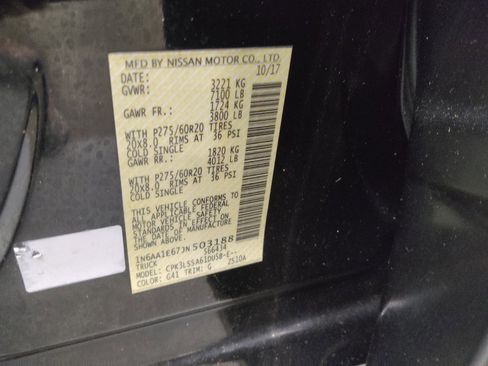 MFD BY NISSAN MOTOR CO., LTD.
DATE: 10/17
GVWR: 3221 KG
7100 LB
GAWR FR.: 1724 KG
3800 LB
WITH P275/60R20 TIRES
20X8.0 RIMS AT 36 PSI
COLD SINGLE
GAWR RR.: 1820 KG
4012 LB
WITH P275/60R20 TIRES
20X8.0 RIMS AT 36 PSI
COLD SINGLE
THIS VEHICLE CONFORMS TO
ALL APPLICABLE FEDERAL
MOTOR VEHICLE SAFETY
STANDARDS IN EFFECT ON THE
DATE OF MANUFACTURE
1N6AA1E67JN503188
TRUCK 566434
MODEL: CPK3LSSA61DUSB-E--
COLOR: G41 TRIM: G 2510A